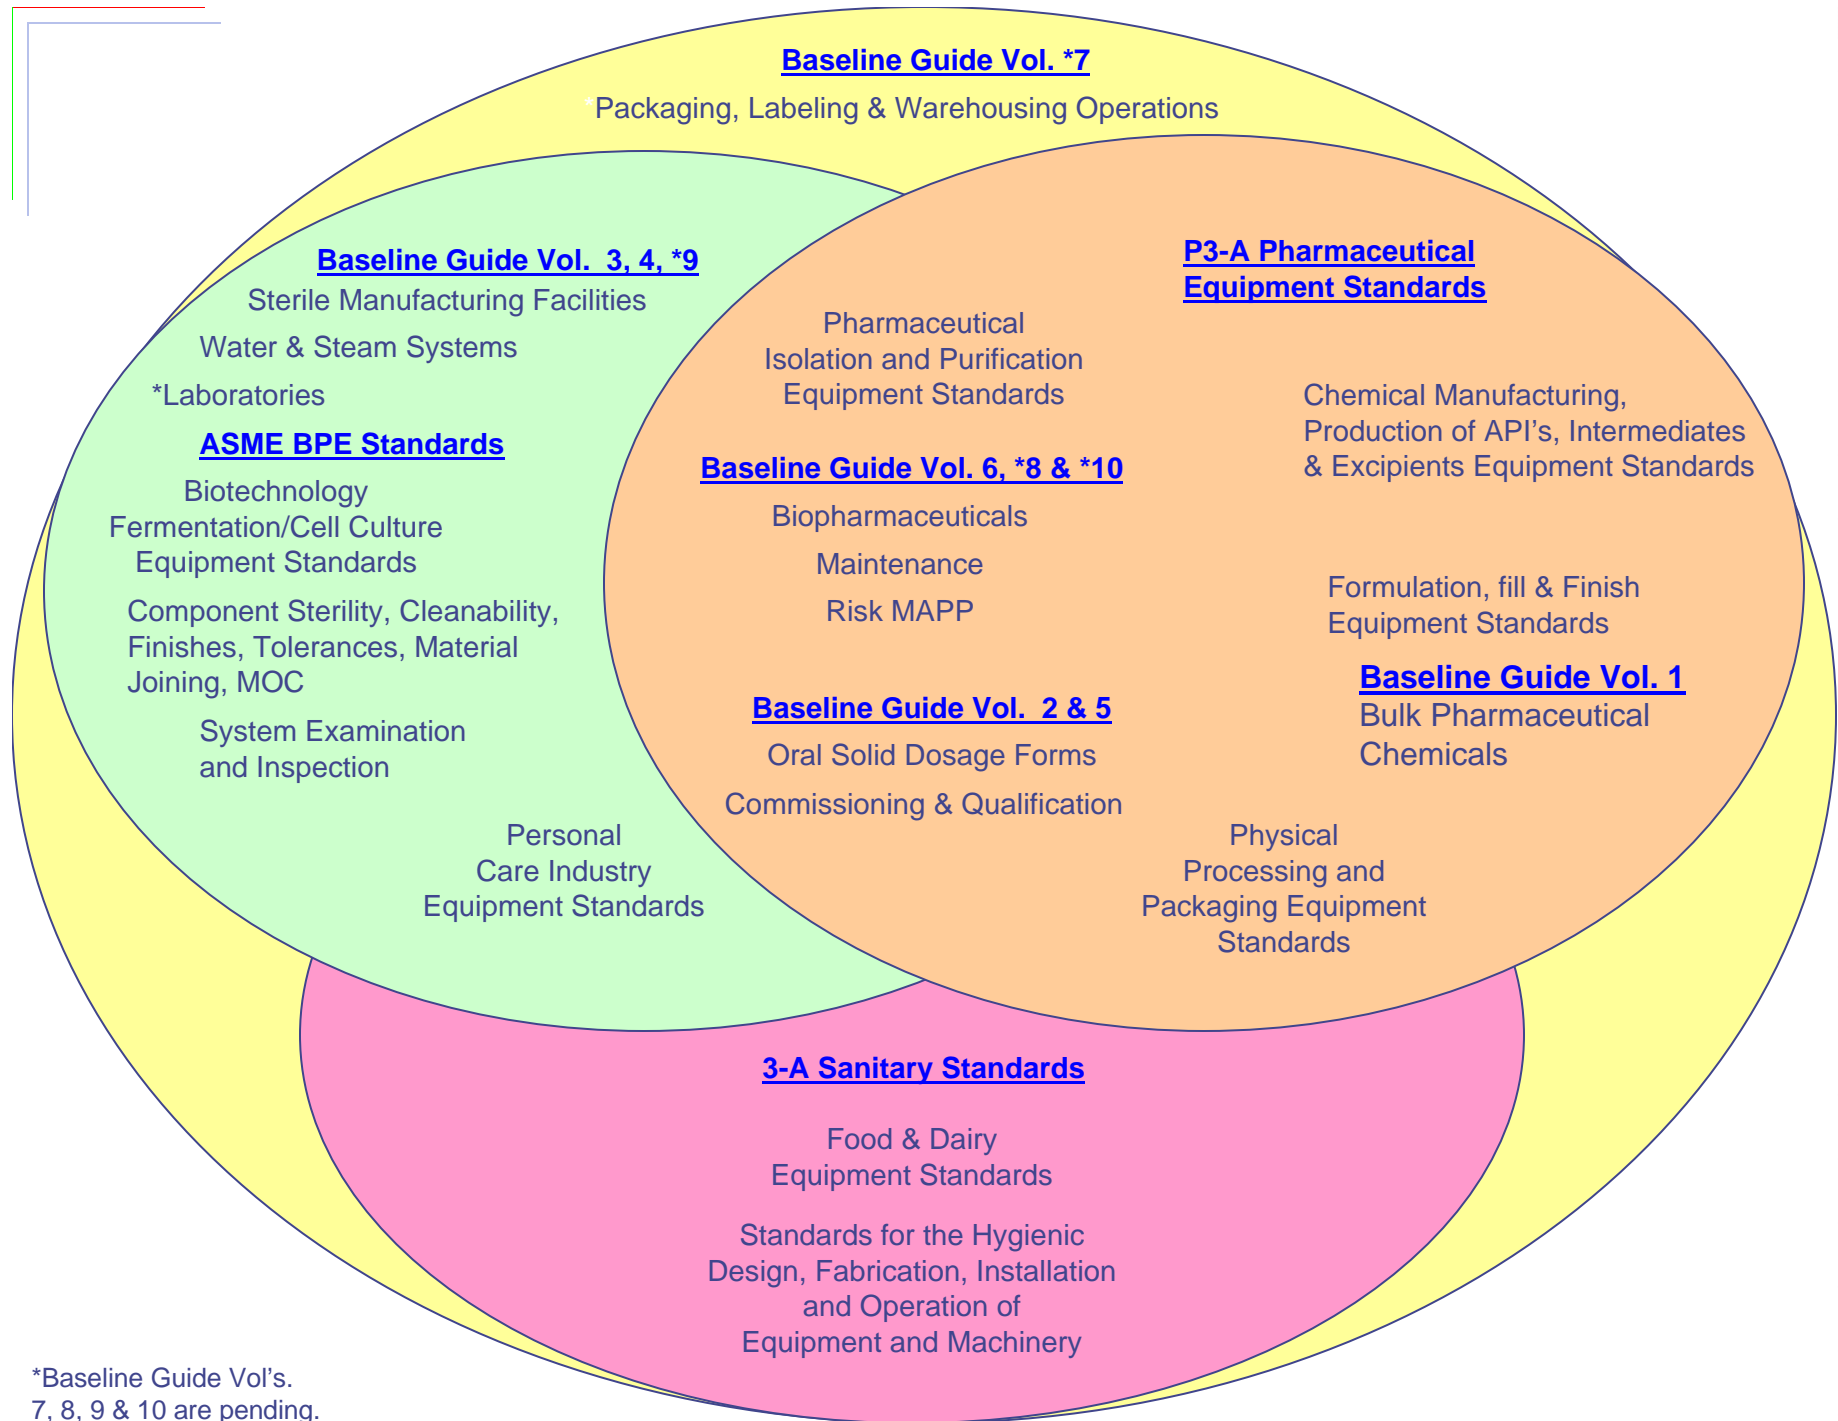 Baseline Guide Vol. *7
*Packaging, Labeling & Warehousing Operations
Baseline Guide Vol.  3, 4, *9
Sterile Manufacturing Facilities
Water & Steam Systems
*Laboratories
ASME BPE Standards
Biotechnology
Fermentation/Cell Culture
Equipment Standards
Component Sterility, Cleanability,
Finishes, Tolerances, Material
Joining, MOC
System Examination
and Inspection
Personal
Care Industry
Equipment Standards
Pharmaceutical
Isolation and Purification
Equipment Standards
Baseline Guide Vol. 6, *8 & *10
Biopharmaceuticals
Maintenance
Risk MAPP
Baseline Guide Vol.  2 & 5
Oral Solid Dosage Forms
Commissioning & Qualification
P3-A Pharmaceutical
Equipment Standards
Chemical Manufacturing,
Production of API’s, Intermediates
& Excipients Equipment Standards
Formulation, fill & Finish
Equipment Standards
Baseline Guide Vol. 1
Bulk Pharmaceutical
Chemicals
Physical
Processing and
Packaging Equipment
Standards
3-A Sanitary Standards
Food & Dairy
Equipment Standards
Standards for the Hygienic
Design, Fabrication, Installation
and Operation of
Equipment and Machinery
*Baseline Guide Vol’s.
7, 8, 9 & 10 are pending.